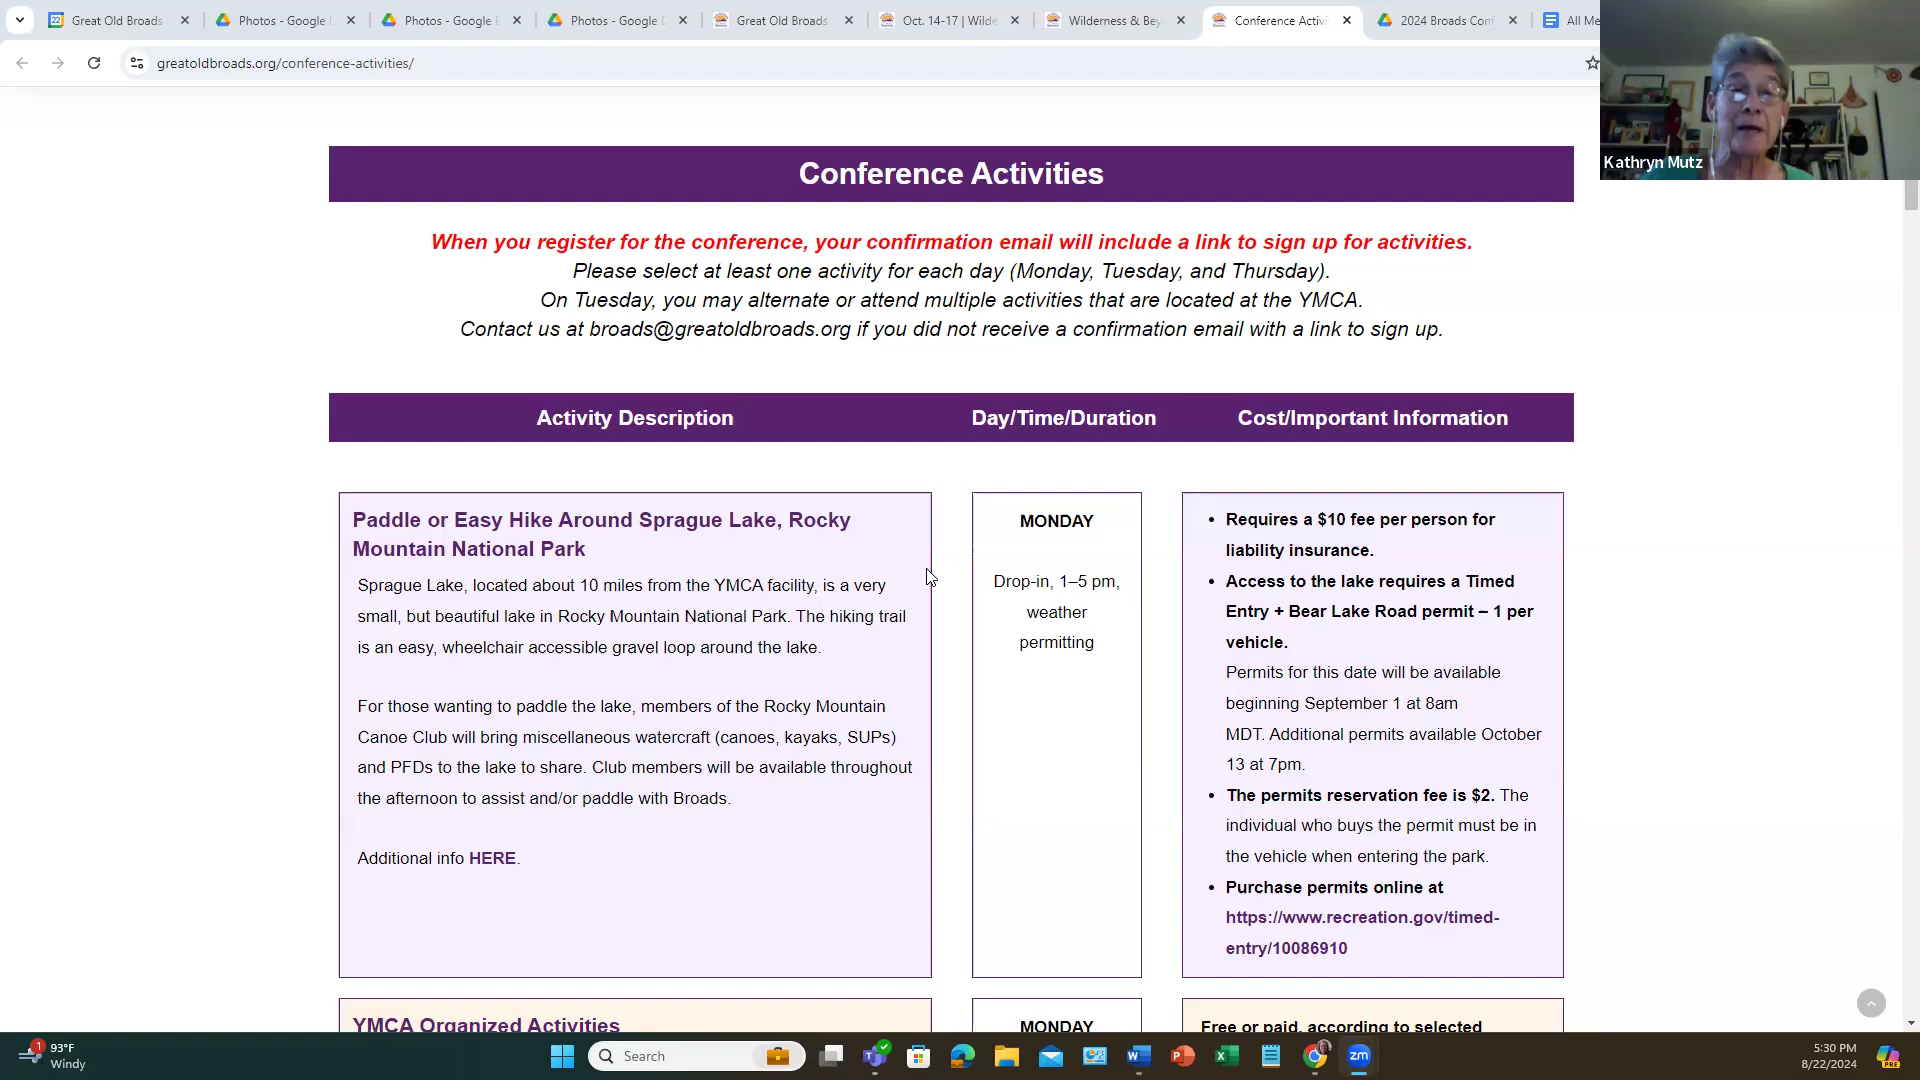 Great Old Broads
Photos - Google
Photos - Google
Photos - Google
Great Old Broads
Oct. 14-17 | Wilde
Wilderness & Bey
Conference Activi
2024 Broads Conf
All Me
greatoldbroads.org/conference-activities/
Kathryn Mutz
Conference Activities
When you register for the conference, your confirmation email will include a link to sign up for activities.
Please select at least one activity for each day (Monday, Tuesday, and Thursday).
On Tuesday, you may alternate or attend multiple activities that are located at the YMCA.
Contact us at broads@greatoldbroads.org if you did not receive a confirmation email with a link to sign up.
Activity Description
Day/Time/Duration
Cost/Important Information
Paddle or Easy Hike Around Sprague Lake, Rocky
Mountain National Park
Sprague Lake, located about 10 miles from the YMCA facility, is a very
small, but beautiful lake in Rocky Mountain National Park. The hiking trail
is an easy, wheelchair accessible gravel loop around the lake.
For those wanting to paddle the lake, members of the Rocky Mountain
Canoe Club will bring miscellaneous watercraft (canoes, kayaks, SUPs)
and PFDs to the lake to share. Club members will be available throughout
the afternoon to assist and/or paddle with Broads.
Additional info HERE.
MONDAY
Drop-in, 1–5 pm,
weather
permitting
• Requires a $10 fee per person for
liability insurance.
• Access to the lake requires a Timed
Entry + Bear Lake Road permit – 1 per
vehicle.
Permits for this date will be available
beginning September 1 at 8am
MDT. Additional permits available October
13 at 7pm.
• The permits reservation fee is $2. The
individual who buys the permit must be in
the vehicle when entering the park.
• Purchase permits online at
https://www.recreation.gov/timed-
entry/10086910
YMCA Organized Activities
MONDAY
Free or paid, according to selected
1
93°F
Windy
Search
5:30 PM
8/22/2024